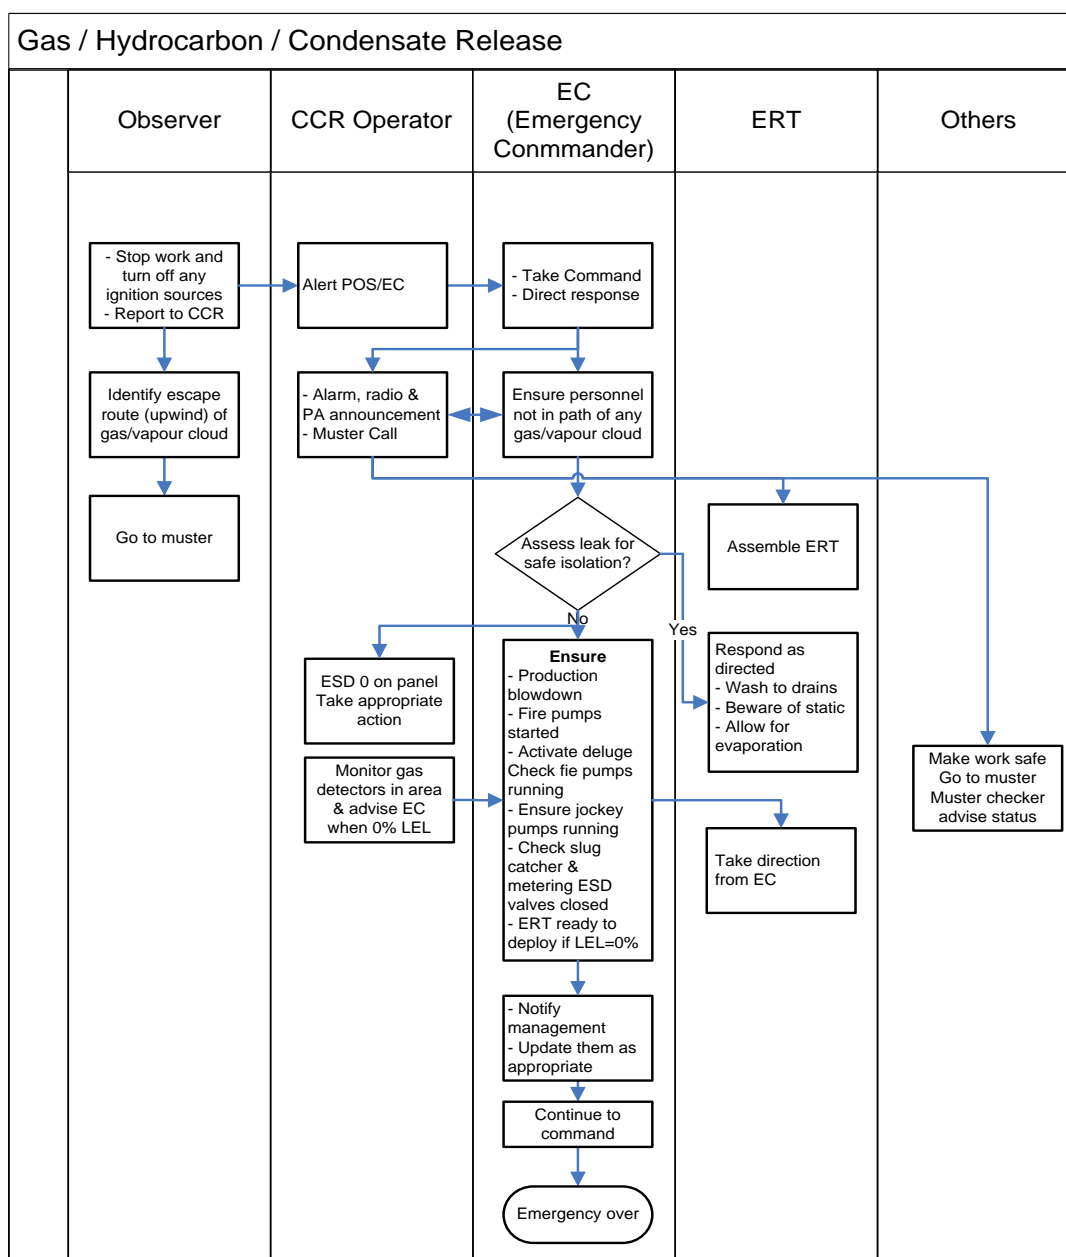 Gas / Hydrocarbon / Condensate Release
Observer
CCR Operator
EC
(Emergency
Conmmander)
ERT
Others
- Stop work and
turn off any
ignition sources
- Report to CCR
Alert POS/EC
- Take Command
- Direct response
Identify escape
route (upwind) of
gas/vapour cloud
- Alarm, radio &
PA announcement
- Muster Call
Ensure personnel
not in path of any
gas/vapour cloud
Go to muster
Assess leak for
safe isolation?
Assemble ERT
No
Yes
ESD 0 on panel
Take appropriate
action
Ensure
- Production
blowdown
- Fire pumps
started
- Activate deluge
Check fie pumps
running
- Ensure jockey
pumps running
- Check slug
catcher &
metering ESD
valves closed
- ERT ready to
deploy if LEL=0%
Respond as
directed
- Wash to drains
- Beware of static
- Allow for
evaporation
Monitor gas
detectors in area
& advise EC
when 0% LEL
Make work safe
Go to muster
Muster checker
advise status
Take direction
from EC
- Notify
management
- Update them as
appropriate
Continue to
command
Emergency over